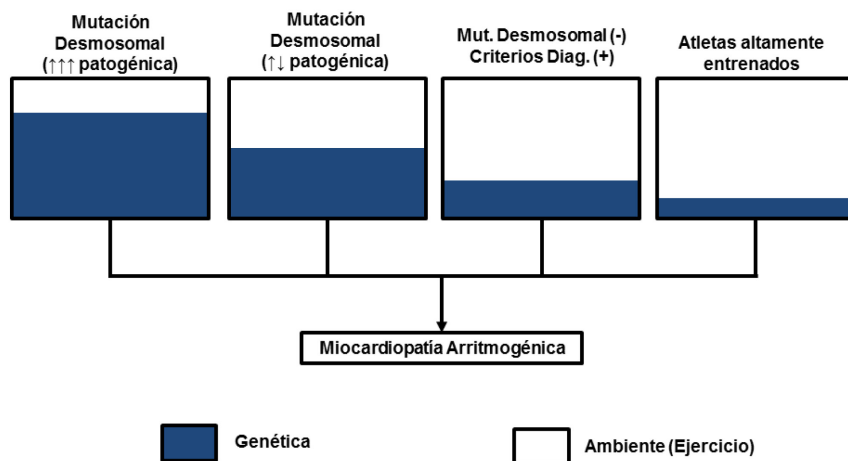 Mutación
Desmosomal
(↑↑↑ patogénica)
Mutación
Desmosomal
(↑↓ patogénica)
Mut. Desmosomal (-)
Criterios Diag. (+)
Atletas altamente
entrenados
Miocardiopatía Arritmogénica
Genética
Ambiente (Ejercicio)